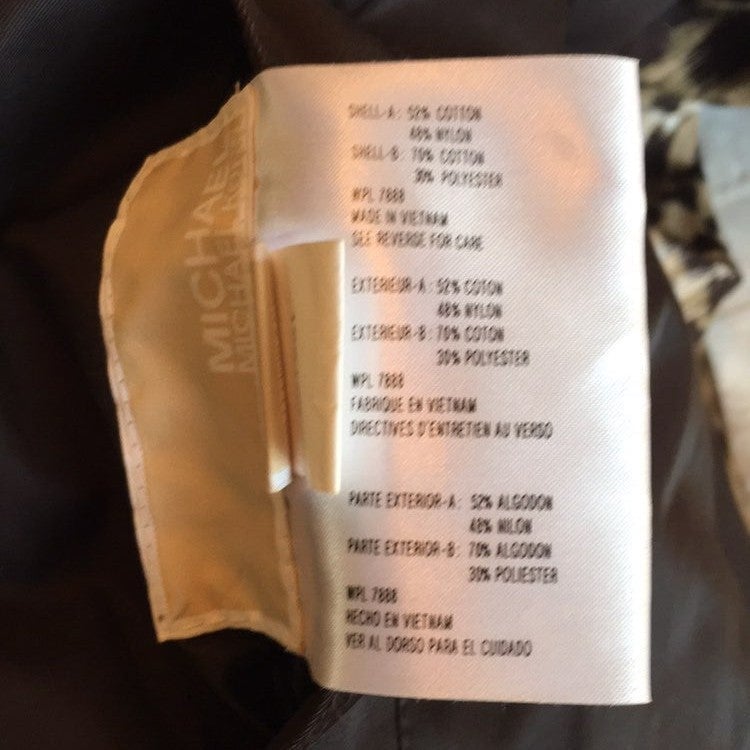 SHELL-A: 52% COTTON
48% NYLON
SHELL-B: 70% COTTON
30% POLYESTER
WPL 7888
MADE IN VIETNAM
SEE REVERSE FOR CARE
EXTERIEUR-A: 52% COTON
48% NYLON
EXTERIEUR-B: 70% COTON
30% POLYESTER
WPL 7888
FABRIQUE EN VIETNAM
DIRECTIVES D'ENTRETIEN AU VERSO
PARTE EXTERIOR-A: 52% ALGODON
48% NILON
PARTE EXTERIOR-B: 70% ALGODON
30% POLIESTER
WPL 7888
HECHO EN VIETNAM
VER AL DORSO PARA EL CUIDADO
MICHAEL
MICHAEL